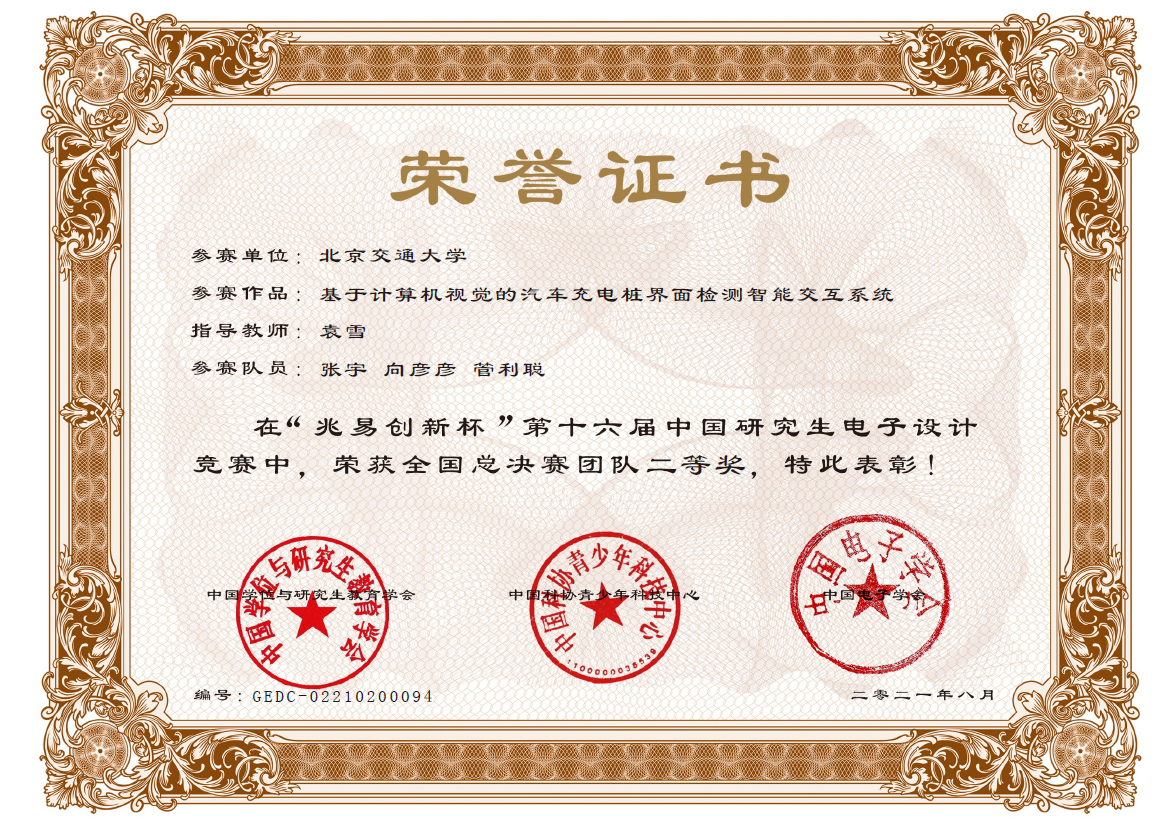 荣誉证书
参赛单位：北京交通大学
参赛作品：基于计算机视觉的汽车充电桩界面检测智能交互系统
指导教师：袁雪
参赛队员：张宇 向彦彦 菅利聪
在“兆易创新杯”第十六届中国研究生电子设计
竞赛中，荣获全国总决赛团队二等奖，特此表彰！
中国学位与研究生教育学会
中国学位与研究生教育学会
中国科协青少年科技中心
中国科协青少年科技中心
中国电子学会
中国电子学会
编号：GEDC-02210200094
二零二一年八月